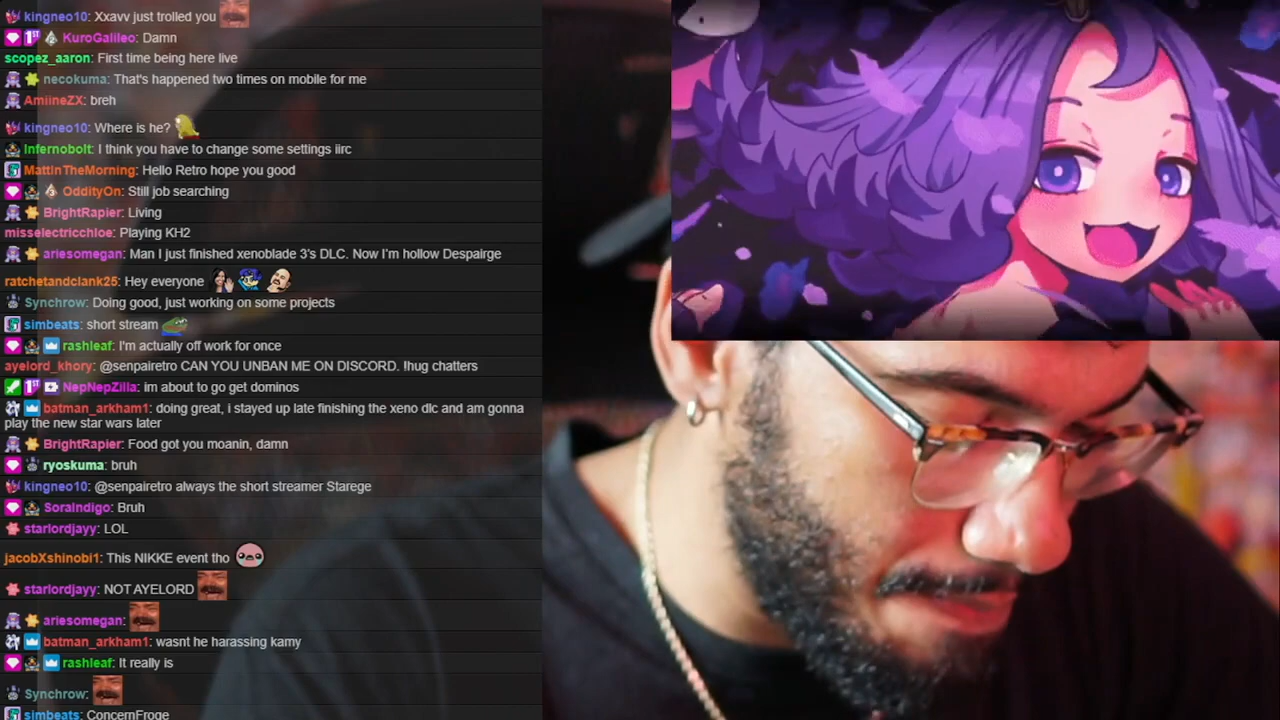 kingneo10: Xxavv just trolled you
1ST KuroGalileo: Damn
scopez_aaron: First time being here live
necokuma: That's happened two times on mobile for me
AmiineZX: breh
kingneo10: Where is he?
Infernobolt: I think you have to change some settings iirc
MattinTheMorning: Hello Retro hope you good
OddityOn: Still job searching
BrightRapier: Living
misselectricchloe: Playing KH2
ariesomegan: Man I just finished xenoblade 3's DLC. Now I'm hollow Despairge
ratchetandclank25: Hey everyone
Synchrow: Doing good, just working on some projects
simbeats: short stream
rashleaf: I'm actually off work for once
ayelord_khory: @senpairetro CAN YOU UNBAN ME ON DISCORD. !hug chatters
1ST NepNepZilla: im about to go get dominos
batman_arkham1: doing great, i stayed up late finishing the xeno dlc and am gonna
play the new star wars later
BrightRapier: Food got you moanin, damn
ryoskuma: bruh
kingneo10: @senpairetro always the short streamer Starege
SoraIndigo: Bruh
starlordjayy: LOL
jacobXshinobi1: This NIKKE event tho
starlordjayy: NOT AYELORD
ariesomegan:
batman_arkham1: wasnt he harassing kamy
rashleaf: It really is
Synchrow:
simbeats: ConcernFroge